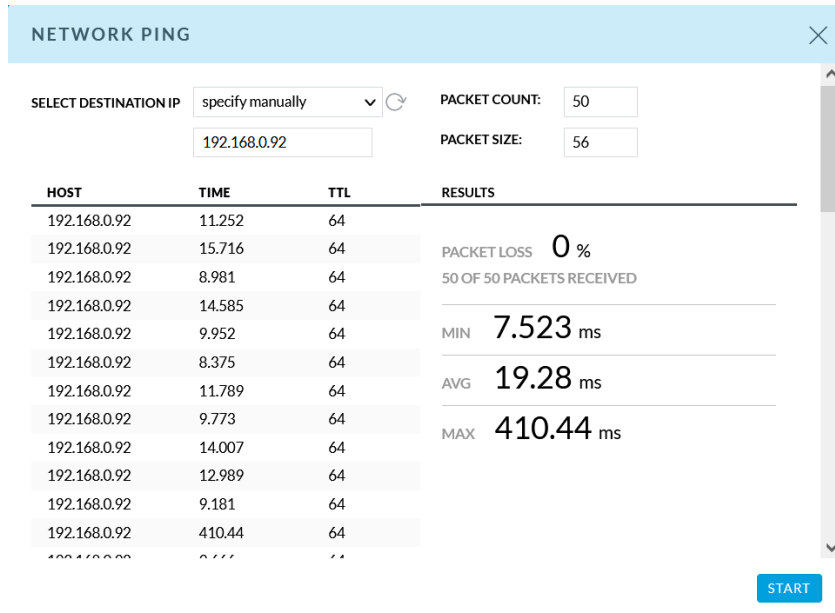 NETWORK PING
SELECT DESTINATION IP specify manually PACKET COUNT: 50
192.168.0.92 PACKET SIZE: 56
HOST TIME TTL RESULTS
192.168.0.92 11.252 64
192.168.0.92 15.716 64
192.168.0.92 8.981 64
192.168.0.92 14.585 64
192.168.0.92 9.952 64
192.168.0.92 8.375 64
192.168.0.92 11.789 64
192.168.0.92 9.773 64
192.168.0.92 14.007 64
192.168.0.92 12.989 64
192.168.0.92 9.181 64
192.168.0.92 410.44 64
PACKET LOSS 0 %
50 OF 50 PACKETS RECEIVED
MIN 7.523 ms
AVG 19.28 ms
MAX 410.44 ms
START